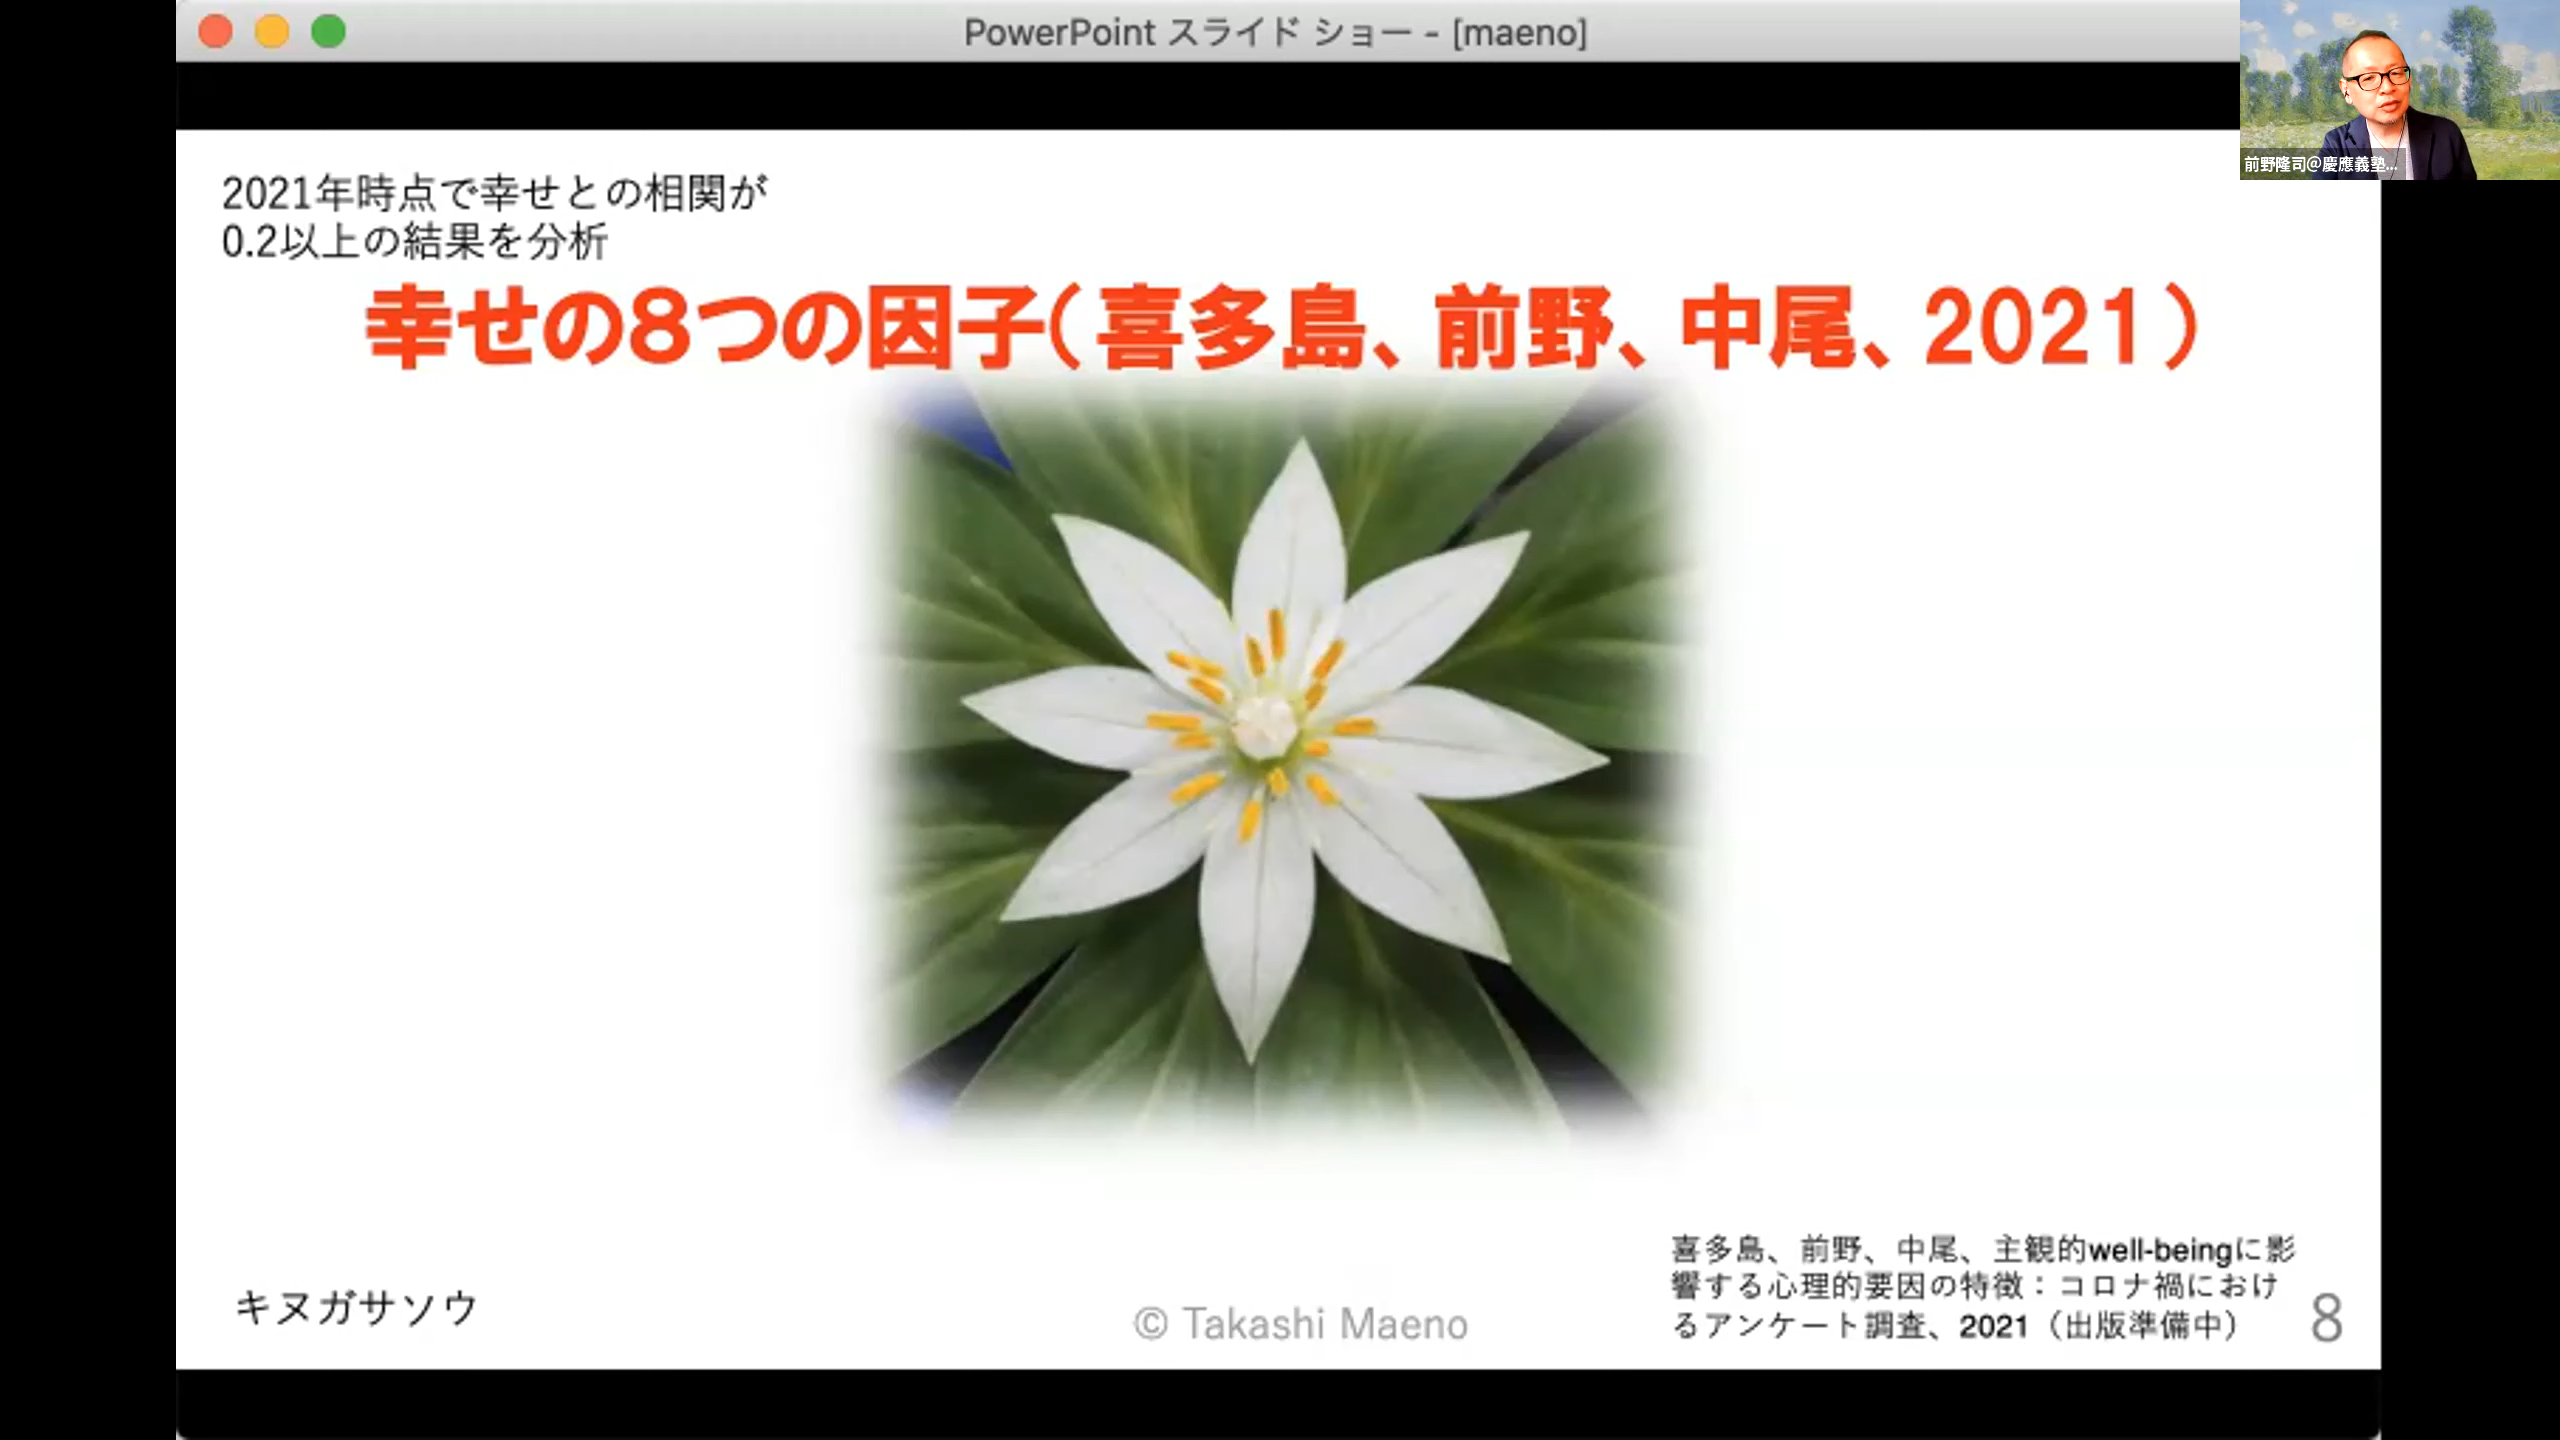 PowerPoint スライド ショー - [maeno]
前野隆司@慶應義塾...
2021年時点で幸せとの相関が
0.2以上の結果を分析
幸せの8つの因子（喜多島、前野、中尾、2021）
喜多島、前野、中尾、主観的well-beingに影
響する心理的要因の特徴：コロナ禍におけ
るアンケート調査、2021（出版準備中）
キヌガサソウ
© Takashi Maeno
8